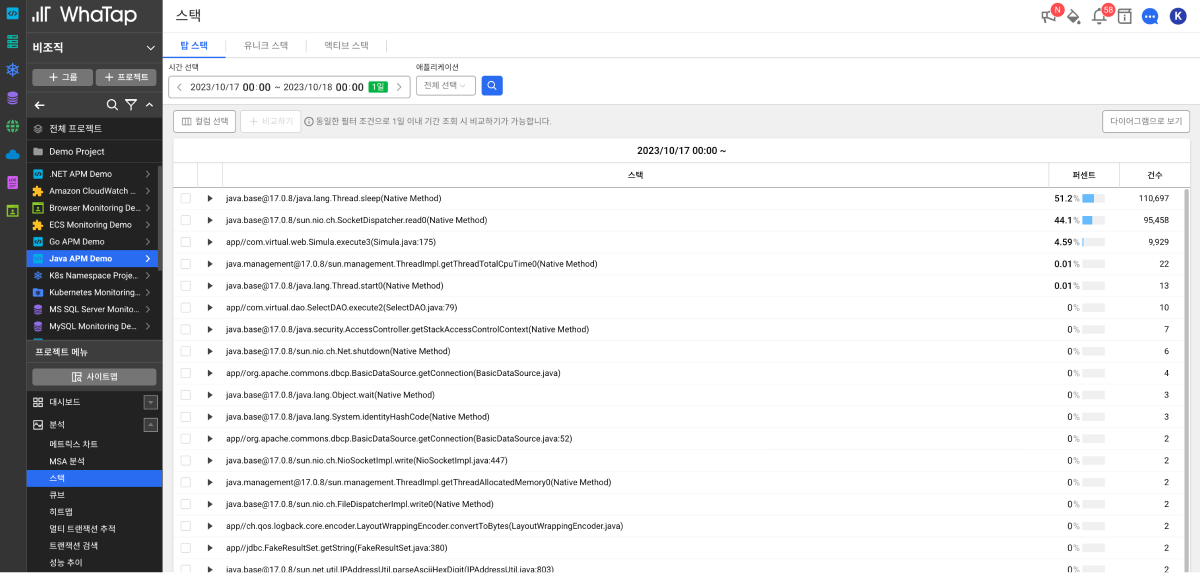 WhaTap
비조직
+ 그룹
+ 프로젝트
전체 프로젝트
Demo Project
.NET APM Demo
Amazon CloudWatch ...
Browser Monitoring De...
ECS Monitoring Demo
Go APM Demo
Java APM Demo
K8s Namespace Proje...
Kubernetes Monitoring...
MS SQL Server Monito...
MySQL Monitoring De...
프로젝트 메뉴
사이트맵
대시보드
분석
메트릭스 차트
MSA 분석
스택
큐브
히트맵
멀티 트랜잭션 추적
트랜잭션 검색
성능 추이
스택
N
58
K
탑 스택
유니크 스택
액티브 스택
시간 선택
애플리케이션
2023/10/17 00:00 ~ 2023/10/18 00:00 1일
전체 선택
컬럼 선택
+ 비교하기
동일한 필터 조건으로 1일 이내 기간 조회 시 비교하기가 가능합니다.
다이어그램으로 보기
2023/10/17 00:00 ~
스택 퍼센트 건수
java.base@17.0.8/java.lang.Thread.sleep(Native Method) 51.2% 110,697
java.base@17.0.8/sun.nio.ch.SocketDispatcher.read0(Native Method) 44.1% 95,458
app//com.virtual.web.Simula.execute3(Simula.java:175) 4.59% 9,929
java.management@17.0.8/sun.management.ThreadImpl.getThreadTotalCpuTime0(Native Method) 0.01% 22
java.base@17.0.8/java.lang.Thread.start0(Native Method) 0.01% 13
app//com.virtual.dao.SelectDAO.execute2(SelectDAO.java:79) 0% 10
java.base@17.0.8/java.security.AccessController.getStackAccessControlContext(Native Method) 0% 7
java.base@17.0.8/sun.nio.ch.Net.shutdown(Native Method) 0% 6
app//org.apache.commons.dbcp.BasicDataSource.getConnection(BasicDataSource.java) 0% 4
java.base@17.0.8/java.lang.Object.wait(Native Method) 0% 3
java.base@17.0.8/java.lang.System.identityHashCode(Native Method) 0% 3
app//org.apache.commons.dbcp.BasicDataSource.getConnection(BasicDataSource.java:52) 0% 2
java.base@17.0.8/sun.nio.ch.NioSocketImpl.write(NioSocketImpl.java:447) 0% 2
java.management@17.0.8/sun.management.ThreadImpl.getThreadAllocatedMemory0(Native Method) 0% 2
java.base@17.0.8/sun.nio.ch.FileDispatcherImpl.write0(Native Method) 0% 2
app//ch.qos.logback.core.encoder.LayoutWrappingEncoder.convertToBytes(LayoutWrappingEncoder.java) 0% 2
app//jdbc.FakeResultSet.getString(FakeResultSet.java:380) 0% 2
java.base@17.0.8/sun.net.util.IPAddressUtil.parseAsciiHexDigit(IPAddressUtil.java:803) 0% 2